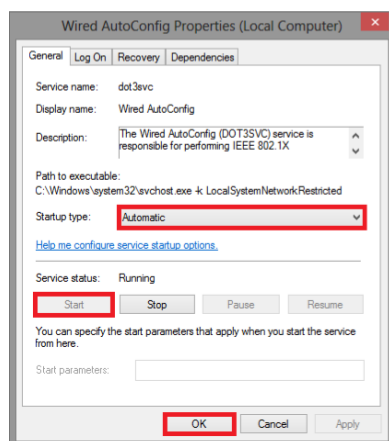 Wired AutoConfig Properties (Local Computer)
General Log On Recovery Dependencies
Service name: dot3svc
Display name: Wired AutoConfig
Description: The Wired AutoConfig (DOT3SVC) service is
responsible for performing IEEE 802.1X
Path to executable:
C:\Windows\system32\svchost.exe -k LocalSystemNetworkRestricted
Startup type: Automatic
Help me configure service startup options.
Service status: Running
Start Stop Pause Resume
You can specify the start parameters that apply when you start the service
from here.
Start parameters:
OK Cancel Apply